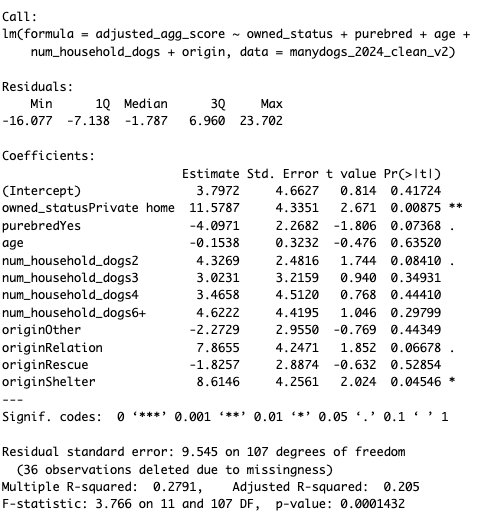 Call:
lm(formula = adjusted_agg_score ~ owned_status + purebred + age +
    num_household_dogs + origin, data = manydogs_2024_clean_v2)
Residuals:
    Min      1Q  Median      3Q     Max
-16.077  -7.138  -1.787   6.960  23.702
Coefficients:
                         Estimate Std. Error t value Pr(>|t|)
(Intercept)                3.7972     4.6627   0.814  0.41724
owned_statusPrivate home  11.5787     4.3351   2.671  0.00875 **
purebredYes               -4.0971     2.2682  -1.806  0.07368 .
age                       -0.1538     0.3232  -0.476  0.63520
num_household_dogs2        4.3269     2.4816   1.744  0.08410 .
num_household_dogs3        3.0231     3.2159   0.940  0.34931
num_household_dogs4        3.4658     4.5120   0.768  0.44410
num_household_dogs6+       4.6222     4.4195   1.046  0.29799
originOther               -2.2729     2.9550  -0.769  0.44349
originRelation             7.8655     4.2471   1.852  0.06678 .
originRescue              -1.8257     2.8874  -0.632  0.52854
originShelter              8.6146     4.2561   2.024  0.04546 *
---
Signif. codes:  0 ‘***’ 0.001 ‘**’ 0.01 ‘*’ 0.05 ‘.’ 0.1 ‘ ’ 1
Residual standard error: 9.545 on 107 degrees of freedom
  (36 observations deleted due to missingness)
Multiple R-squared:  0.2791,    Adjusted R-squared:  0.205
F-statistic: 3.766 on 11 and 107 DF,  p-value: 0.0001432